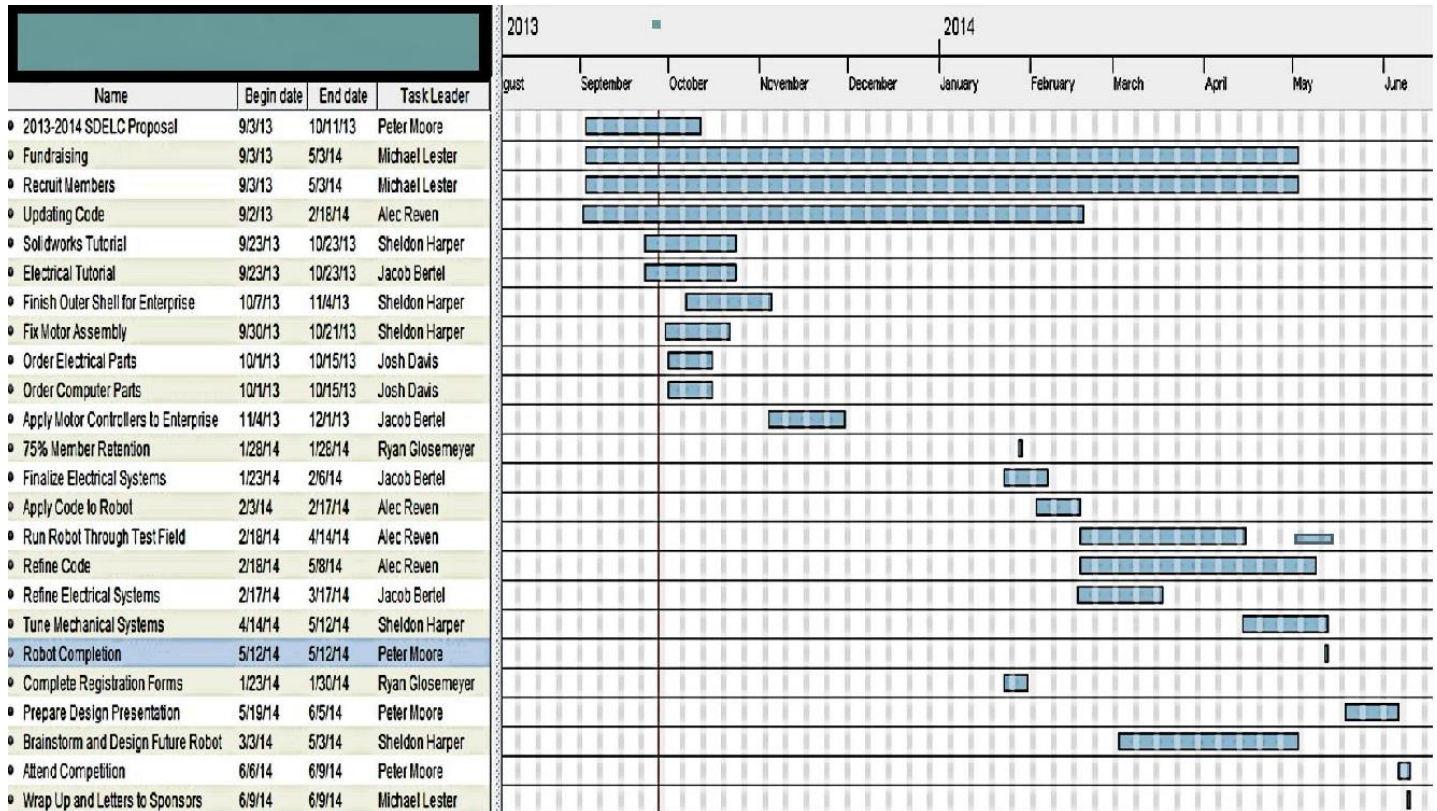 2013 2014
gust September October November December January February March April May June
Name Begin date End date Task Leader
2013-2014 SDELC Proposal 9/3/13 10/11/13 Peter Moore
Fundraising 9/3/13 5/3/14 Michael Lester
Recruit Members 9/3/13 5/3/14 Michael Lester
Updating Code 9/2/13 2/18/14 Alec Reven
Solidworks Tutorial 9/23/13 10/23/13 Sheldon Harper
Electrical Tutorial 9/23/13 10/23/13 Jacob Bertel
Finish Outer Shell for Enterprise 10/7/13 11/4/13 Sheldon Harper
Fix Motor Assembly 9/30/13 10/21/13 Sheldon Harper
Order Electrical Parts 10/1/13 10/15/13 Josh Davis
Order Computer Parts 10/1/13 10/15/13 Josh Davis
Apply Motor Controllers to Enterprise 11/4/13 12/1/13 Jacob Bertel
75% Member Retention 1/28/14 1/28/14 Ryan Glosemeyer
Finalize Electrical Systems 1/23/14 2/6/14 Jacob Bertel
Apply Code to Robot 2/3/14 2/17/14 Alec Reven
Run Robot Through Test Field 2/18/14 4/14/14 Alec Reven
Refine Code 2/18/14 5/8/14 Alec Reven
Refine Electrical Systems 2/17/14 3/17/14 Jacob Bertel
Tune Mechanical Systems 4/14/14 5/12/14 Sheldon Harper
Robot Completion 5/12/14 5/12/14 Peter Moore
Complete Registration Forms 1/23/14 1/30/14 Ryan Glosemeyer
Prepare Design Presentation 5/19/14 6/5/14 Peter Moore
Brainstorm and Design Future Robot 3/3/14 5/3/14 Sheldon Harper
Attend Competition 6/6/14 6/9/14 Peter Moore
Wrap Up and Letters to Sponsors 6/9/14 6/9/14 Michael Lester